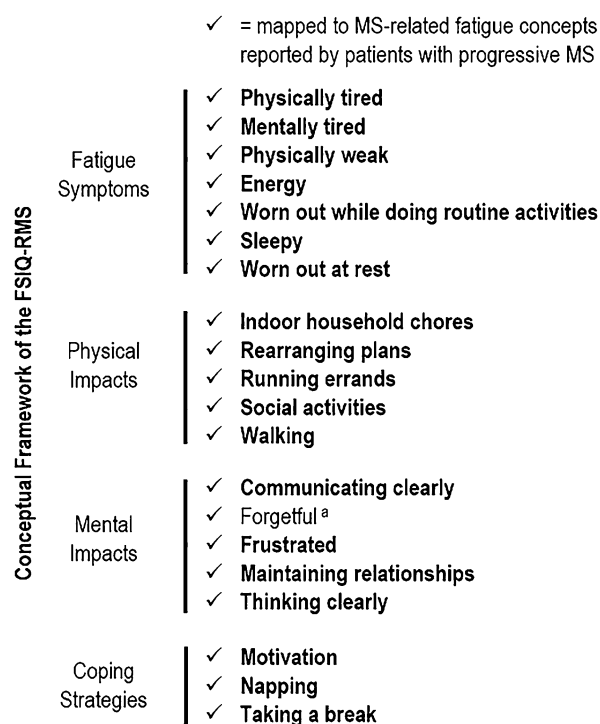 ✓ = mapped to MS-related fatigue concepts
reported by patients with progressive MS
Conceptual Framework of the FSIQ-RMS
Fatigue
Symptoms
✓ Physically tired
✓ Mentally tired
✓ Physically weak
✓ Energy
✓ Worn out while doing routine activities
✓ Sleepy
✓ Worn out at rest
Physical
Impacts
✓ Indoor household chores
✓ Rearranging plans
✓ Running errands
✓ Social activities
✓ Walking
Mental
Impacts
✓ Communicating clearly
✓ Forgetful a
✓ Frustrated
✓ Maintaining relationships
✓ Thinking clearly
Coping
Strategies
✓ Motivation
✓ Napping
✓ Taking a break